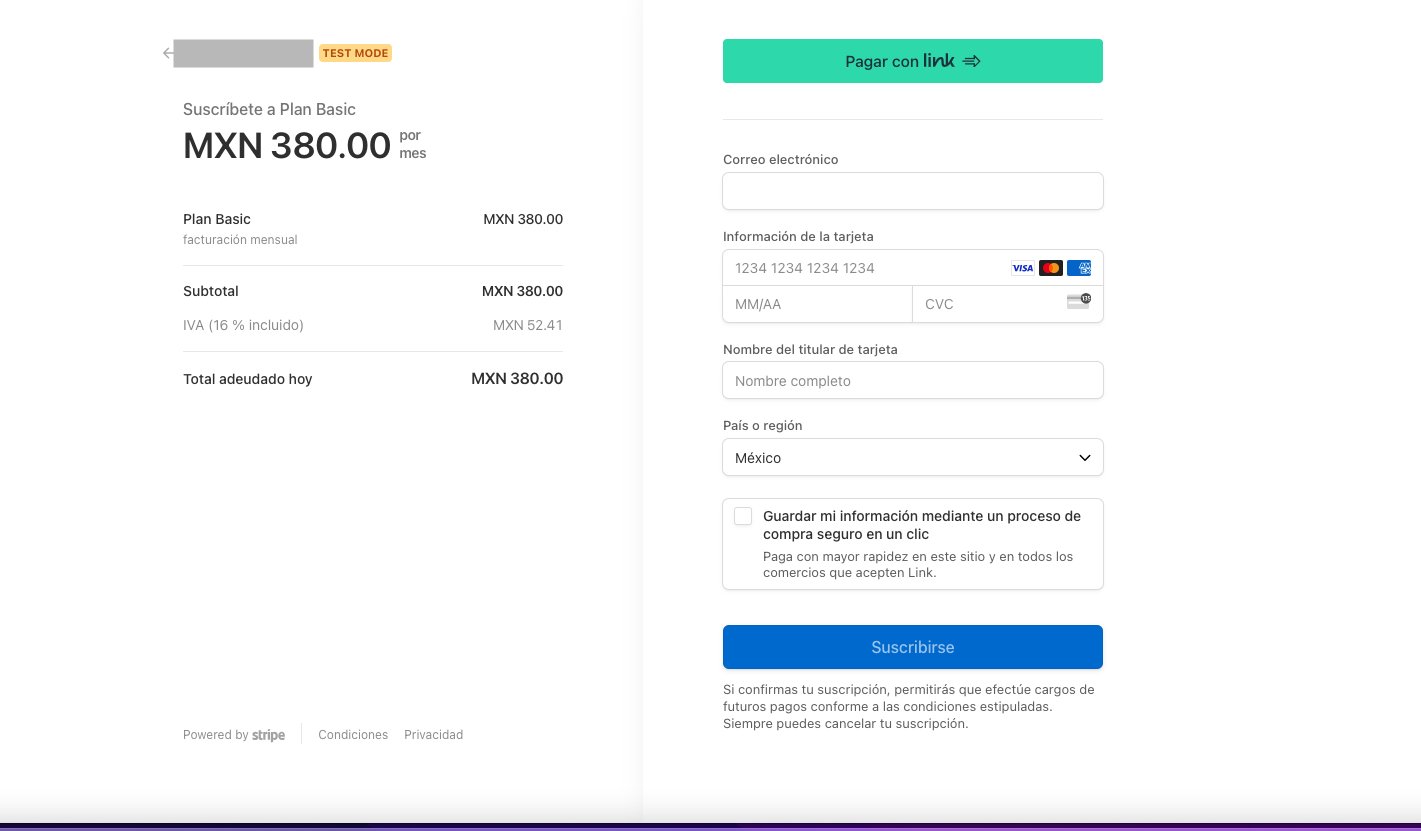 TEST MODE
Suscríbete a Plan Basic
MXN 380.00 por mes
Plan Basic MXN 380.00
facturación mensual
Subtotal MXN 380.00
IVA (16 % incluido) MXN 52.41
Total adeudado hoy MXN 380.00
Powered by stripe Condiciones Privacidad
Pagar con link
Correo electrónico
Información de la tarjeta
1234 1234 1234 1234 VISA AMEX
MM/AA CVC 135
Nombre del titular de tarjeta
Nombre completo
País o región
México
Guardar mi información mediante un proceso de
compra seguro en un clic
Paga con mayor rapidez en este sitio y en todos los
comercios que acepten Link.
Suscribirse
Si confirmas tu suscripción, permitirás que efectúe cargos de
futuros pagos conforme a las condiciones estipuladas.
Siempre puedes cancelar tu suscripción.